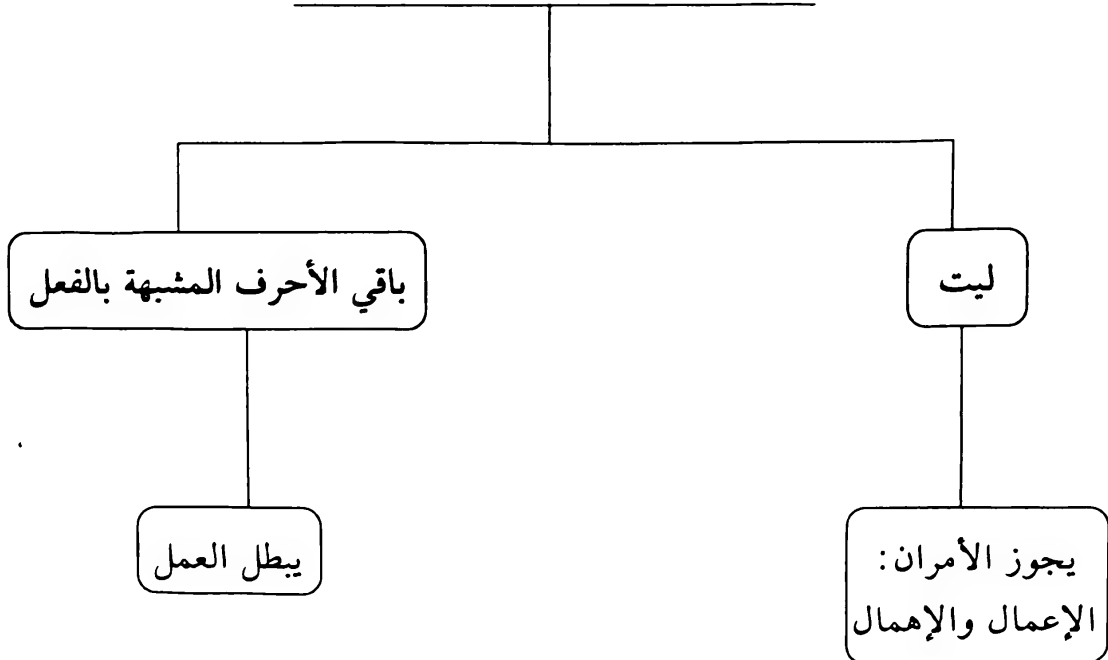 ليت
باقي الأحرف المشبهة بالفعل
يجوز الأمران:
الإعمال والإهمال
يبطل العمل